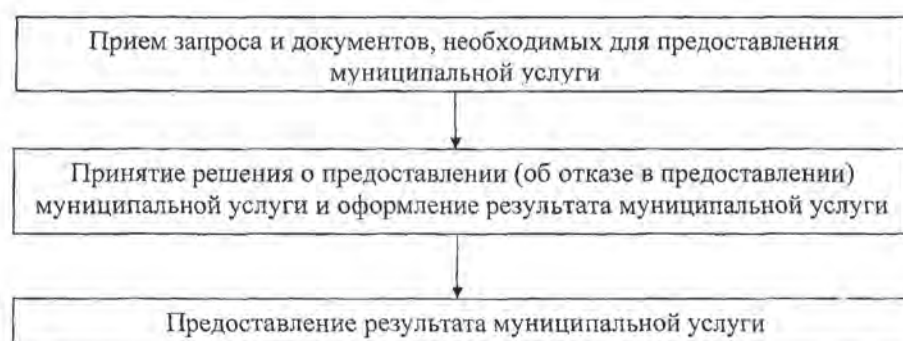 Прием запроса и документов, необходимых для предоставления
муниципальной услуги
Принятие решения о предоставлении (об отказе в предоставлении)
муниципальной услуги и оформление результата муниципальной услуги
Предоставление результата муниципальной услуги